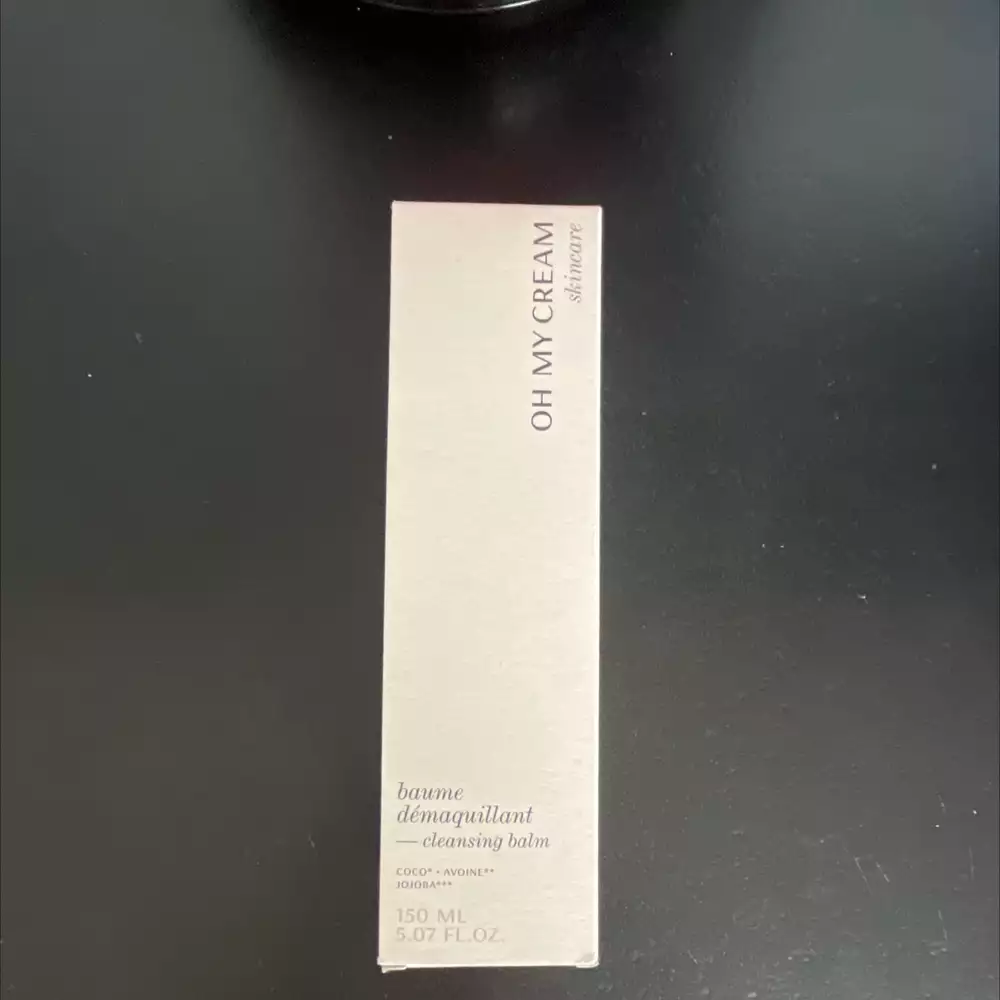 OH MY CREAM
skincare
baume
démaquillant
— cleansing balm
COCO* • AVOINE**
JOJOBA***
150 ML
5.07 FL.OZ.